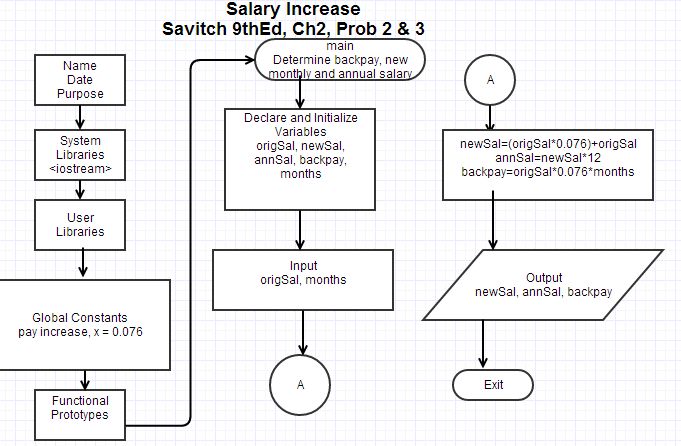 Salary Increase
Savitch 9thEd, Ch2, Prob 2 & 3
Name
Date
Purpose
System
Libraries
<iostream>
User
Libraries
Global Constants
pay increase, x = 0.076
Functional
Prototypes
main
Determine backpay, new
monthly and annual salary
Declare and Initialize
Variables
origSal, newSal,
annSal, backpay,
months
Input
origSal, months
A
A
newSal=(origSal*0.076)+origSal
annSal=newSal*12
backpay=origSal*0.076*months
Output
newSal, annSal, backpay
Exit